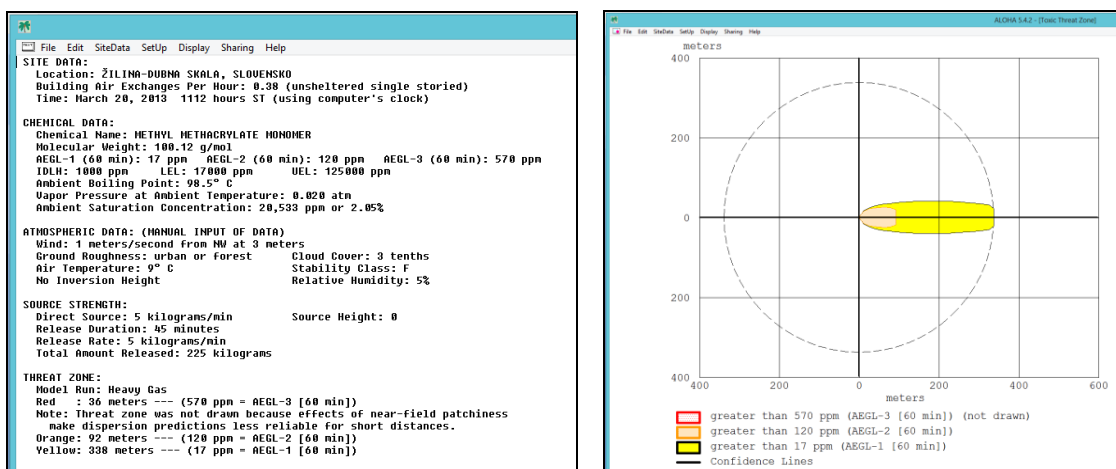 File Edit SiteData SetUp Display Sharing Help
SITE DATA:
Location: ŽILINA-DUBNA SKALA, SLOVENSKO
Building Air Exchanges Per Hour: 0.38 (unsheltered single storied)
Time: March 20, 2013 1112 hours ST (using computer's clock)
CHEMICAL DATA:
Chemical Name: METHYL METHACRYLATE MONOMER
Molecular Weight: 100.12 g/mol
AEGL-1 (60 min): 17 ppm AEGL-2 (60 min): 120 ppm AEGL-3 (60 min): 570 ppm
IDLH: 1000 ppm LEL: 17000 ppm UEL: 125000 ppm
Ambient Boiling Point: 98.5° C
Vapor Pressure at Ambient Temperature: 0.020 atm
Ambient Saturation Concentration: 20,533 ppm or 2.05%
ATMOSPHERIC DATA: (MANUAL INPUT OF DATA)
Wind: 1 meters/second from NW at 3 meters
Ground Roughness: urban or forest Cloud Cover: 3 tenths
Air Temperature: 9° C Stability Class: F
No Inversion Height Relative Humidity: 5%
SOURCE STRENGTH:
Direct Source: 5 kilograms/min Source Height: 0
Release Duration: 45 minutes
Release Rate: 5 kilograms/min
Total Amount Released: 225 kilograms
THREAT ZONE:
Model Run: Heavy Gas
Red : 36 meters --- (570 ppm = AEGL-3 [60 min])
Note: Threat zone was not drawn because effects of near-field patchiness
make dispersion predictions less reliable for short distances.
Orange: 92 meters --- (120 ppm = AEGL-2 [60 min])
Yellow: 338 meters --- (17 ppm = AEGL-1 [60 min])
ALOHA 5.4.2 - [Toxic Threat Zone]
File Edit SiteData SetUp Display Sharing Help
meters
400
200
0
200
400
400 200 0 200 400 600
meters
greater than 570 ppm (AEGL-3 [60 min]) (not drawn)
greater than 120 ppm (AEGL-2 [60 min])
greater than 17 ppm (AEGL-1 [60 min])
Confidence Lines